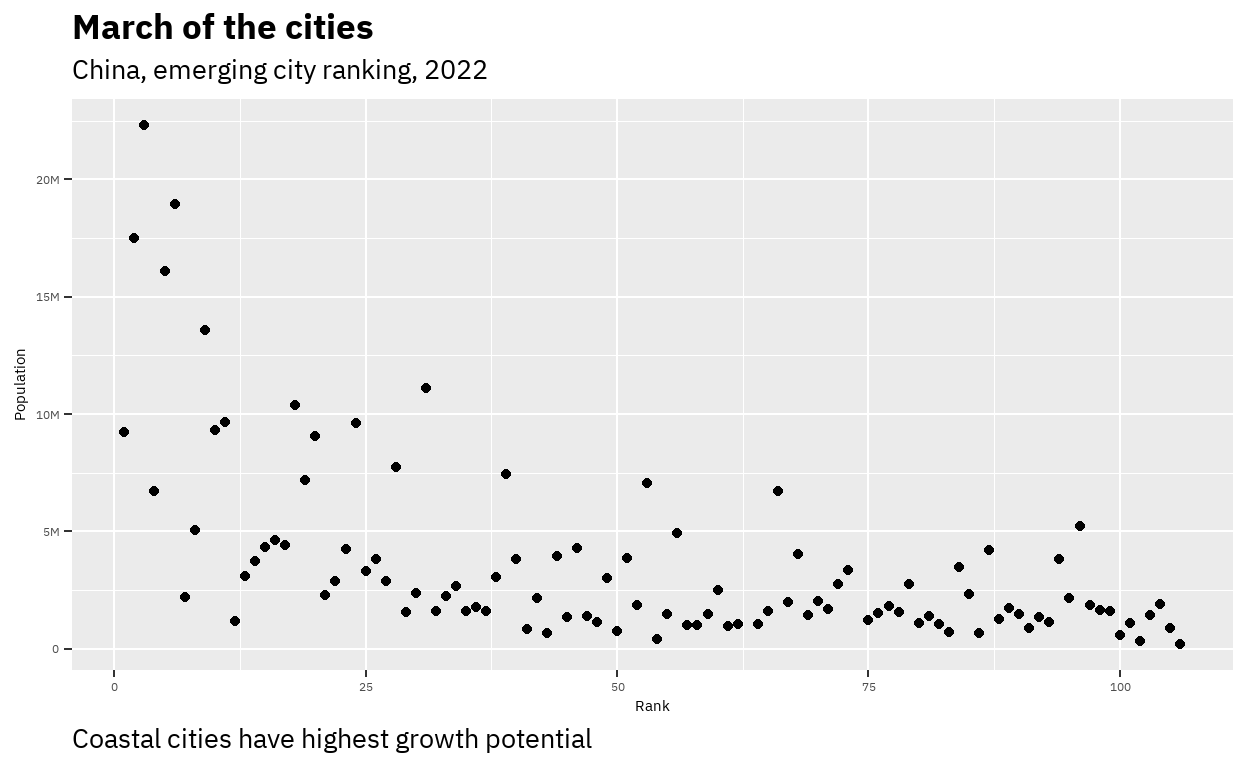 March of the cities
China, emerging city ranking, 2022
20M
15M
10M
5M
0
Population
0 25 50 75 100
Rank
Coastal cities have highest growth potential